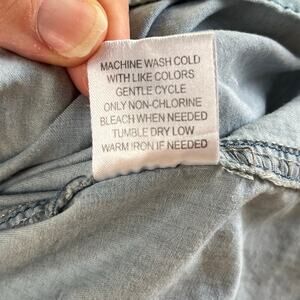 MACHINE WASH COLD
WITH LIKE COLORS
GENTLE CYCLE
ONLY NON-CHLORINE
BLEACH WHEN NEEDED
TUMBLE DRY LOW
WARM IRON IF NEEDED